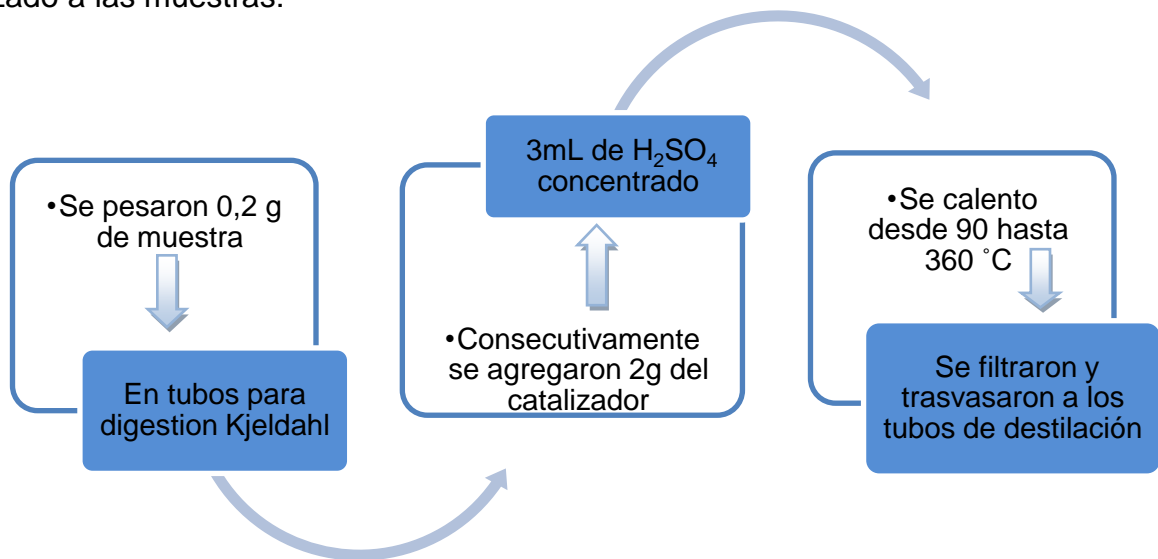 zado a las muestras.
•Se pesaron 0,2 g
de muestra
En tubos para
digestion Kjeldahl
•Consecutivamente
se agregaron 2g del
catalizador
3mL de H₂SO₄
concentrado
•Se calento
desde 90 hasta
360 ˚C
Se filtraron y
trasvasaron a los
tubos de destilación